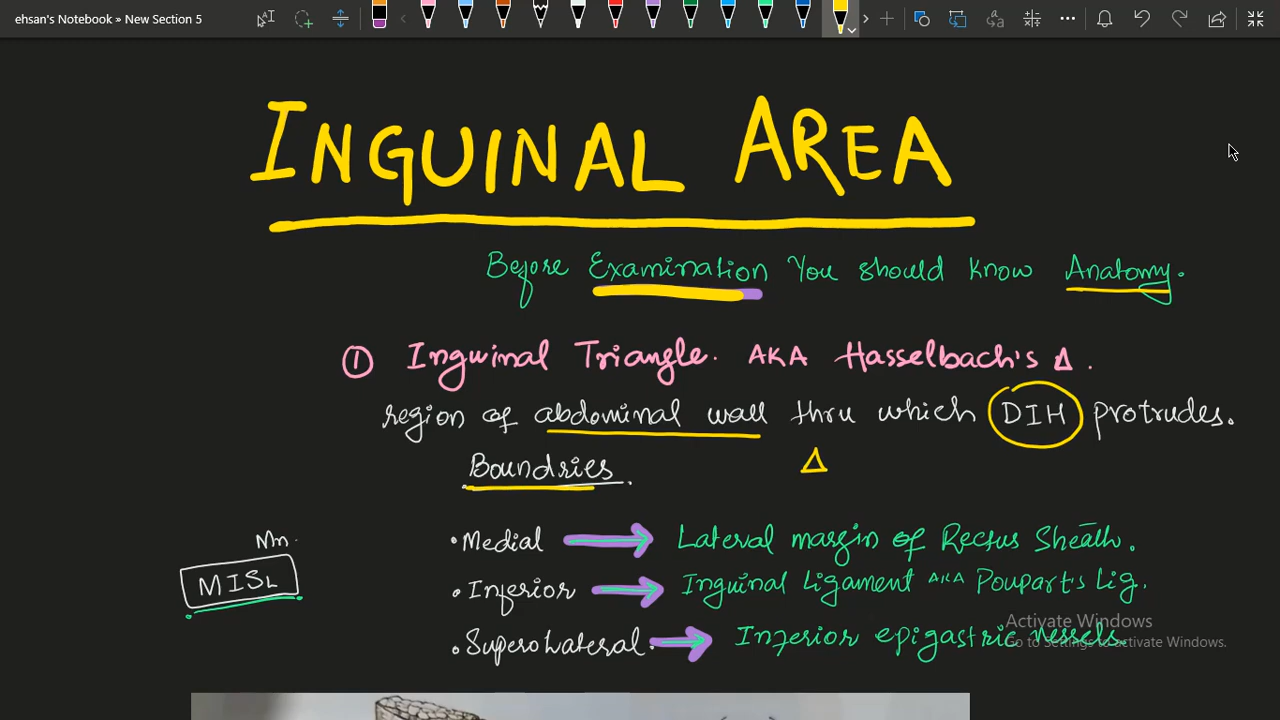 ehsan's Notebook » New Section 5
INGUINAL AREA
Before Examination You should know Anatomy.
① Inguinal Triangle. AKA Hasselbach's Δ.
region of abdominal wall thru which DIH protrudes.
Boundries. Δ
• Medial → Lateral margin of Rectus Sheath.
Mn.
MISL
• Inferior → Inguinal Ligament AKA Poupart's Lig.
• Supero Lateral. → Inferior epigastric vessels.
Activate Windows
Go to Settings to activate Windows.